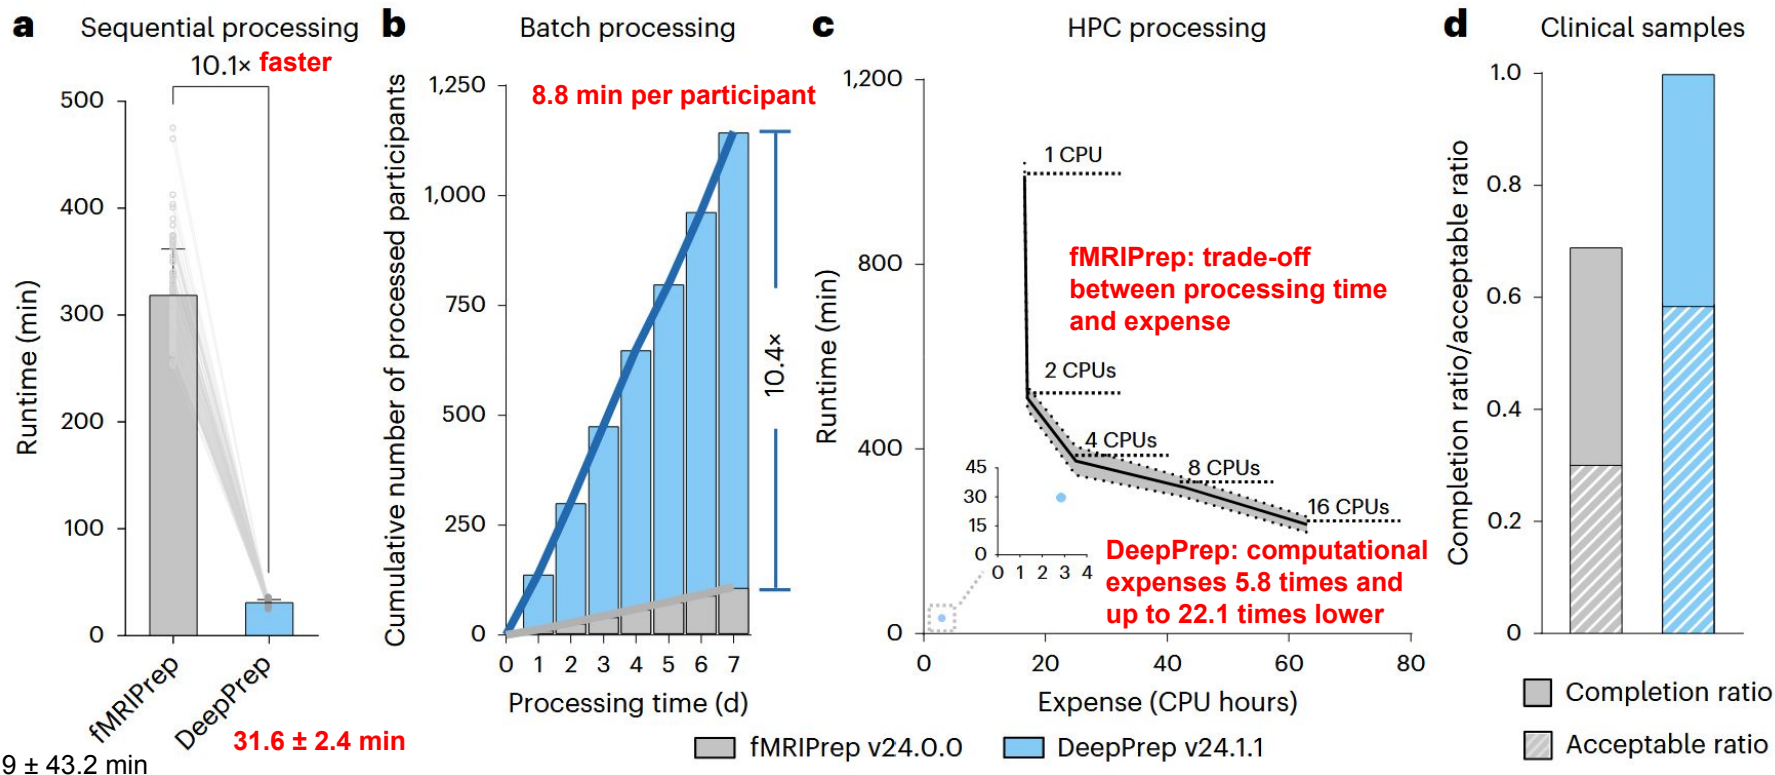 a Sequential processing
10.1× faster
Runtime (min)
500
400
300
200
100
0
fMRIPrep
DeepPrep
9 ± 43.2 min
31.6 ± 2.4 min
b Batch processing
8.8 min per participant
Cumulative number of processed participants
1,250
1,000
750
500
250
0
0 1 2 3 4 5 6 7
Processing time (d)
10.4×
c HPC processing
Runtime (min)
1,200
800
400
0
1 CPU
fMRIPrep: trade-off
between processing time
and expense
2 CPUs
4 CPUs
8 CPUs
16 CPUs
45
30
15
0
0 1 2 3 4
DeepPrep: computational
expenses 5.8 times and
up to 22.1 times lower
0 20 40 60 80
Expense (CPU hours)
fMRIPrep v24.0.0 DeepPrep v24.1.1
d Clinical samples
Completion ratio/acceptable ratio
1.0
0.8
0.6
0.4
0.2
0
Completion ratio
Acceptable ratio